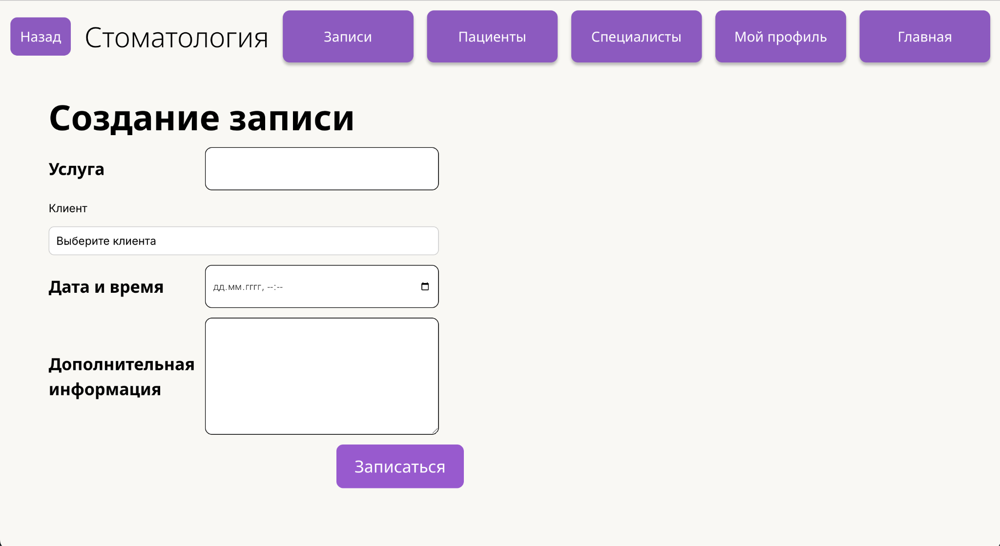 Назад
Стоматология
Записи
Пациенты
Специалисты
Мой профиль
Главная
Создание записи
Услуга
Клиент
Выберите клиента
Дата и время
дд.мм.гггг, --:--
Дополнительная
информация
Записаться